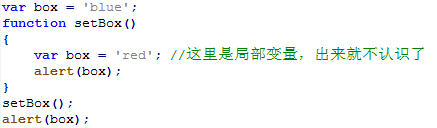 var box = 'blue';
function setBox()
{
    var box = 'red'; //这里是局部变量，出来就不认识了
    alert(box);
}
setBox();
alert(box);